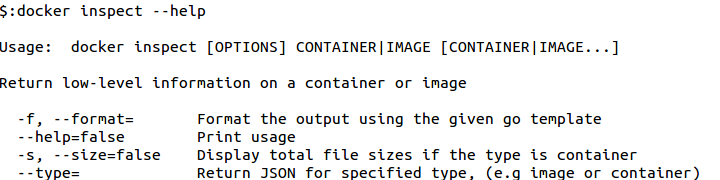 $:docker inspect --help
Usage:  docker inspect [OPTIONS] CONTAINER|IMAGE [CONTAINER|IMAGE...]
Return low-level information on a container or image
-f, --format=       Format the output using the given go template
--help=false        Print usage
-s, --size=false    Display total file sizes if the type is container
--type=             Return JSON for specified type, (e.g image or container)